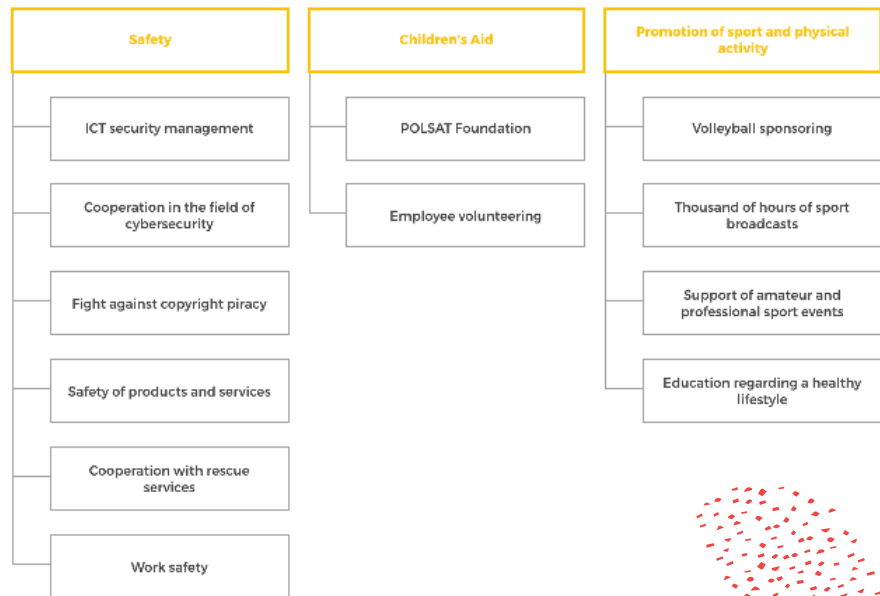 Safety
ICT security management
Cooperation in the field of
cybersecurity
Fight against copyright piracy
Safety of products and services
Cooperation with rescue
services
Work safety
Children's Aid
POLSAT Foundation
Employee volunteering
Promotion of sport and physical
activity
Volleyball sponsoring
Thousand of hours of sport
broadcasts
Support of amateur and
professional sport events
Education regarding a healthy
lifestyle